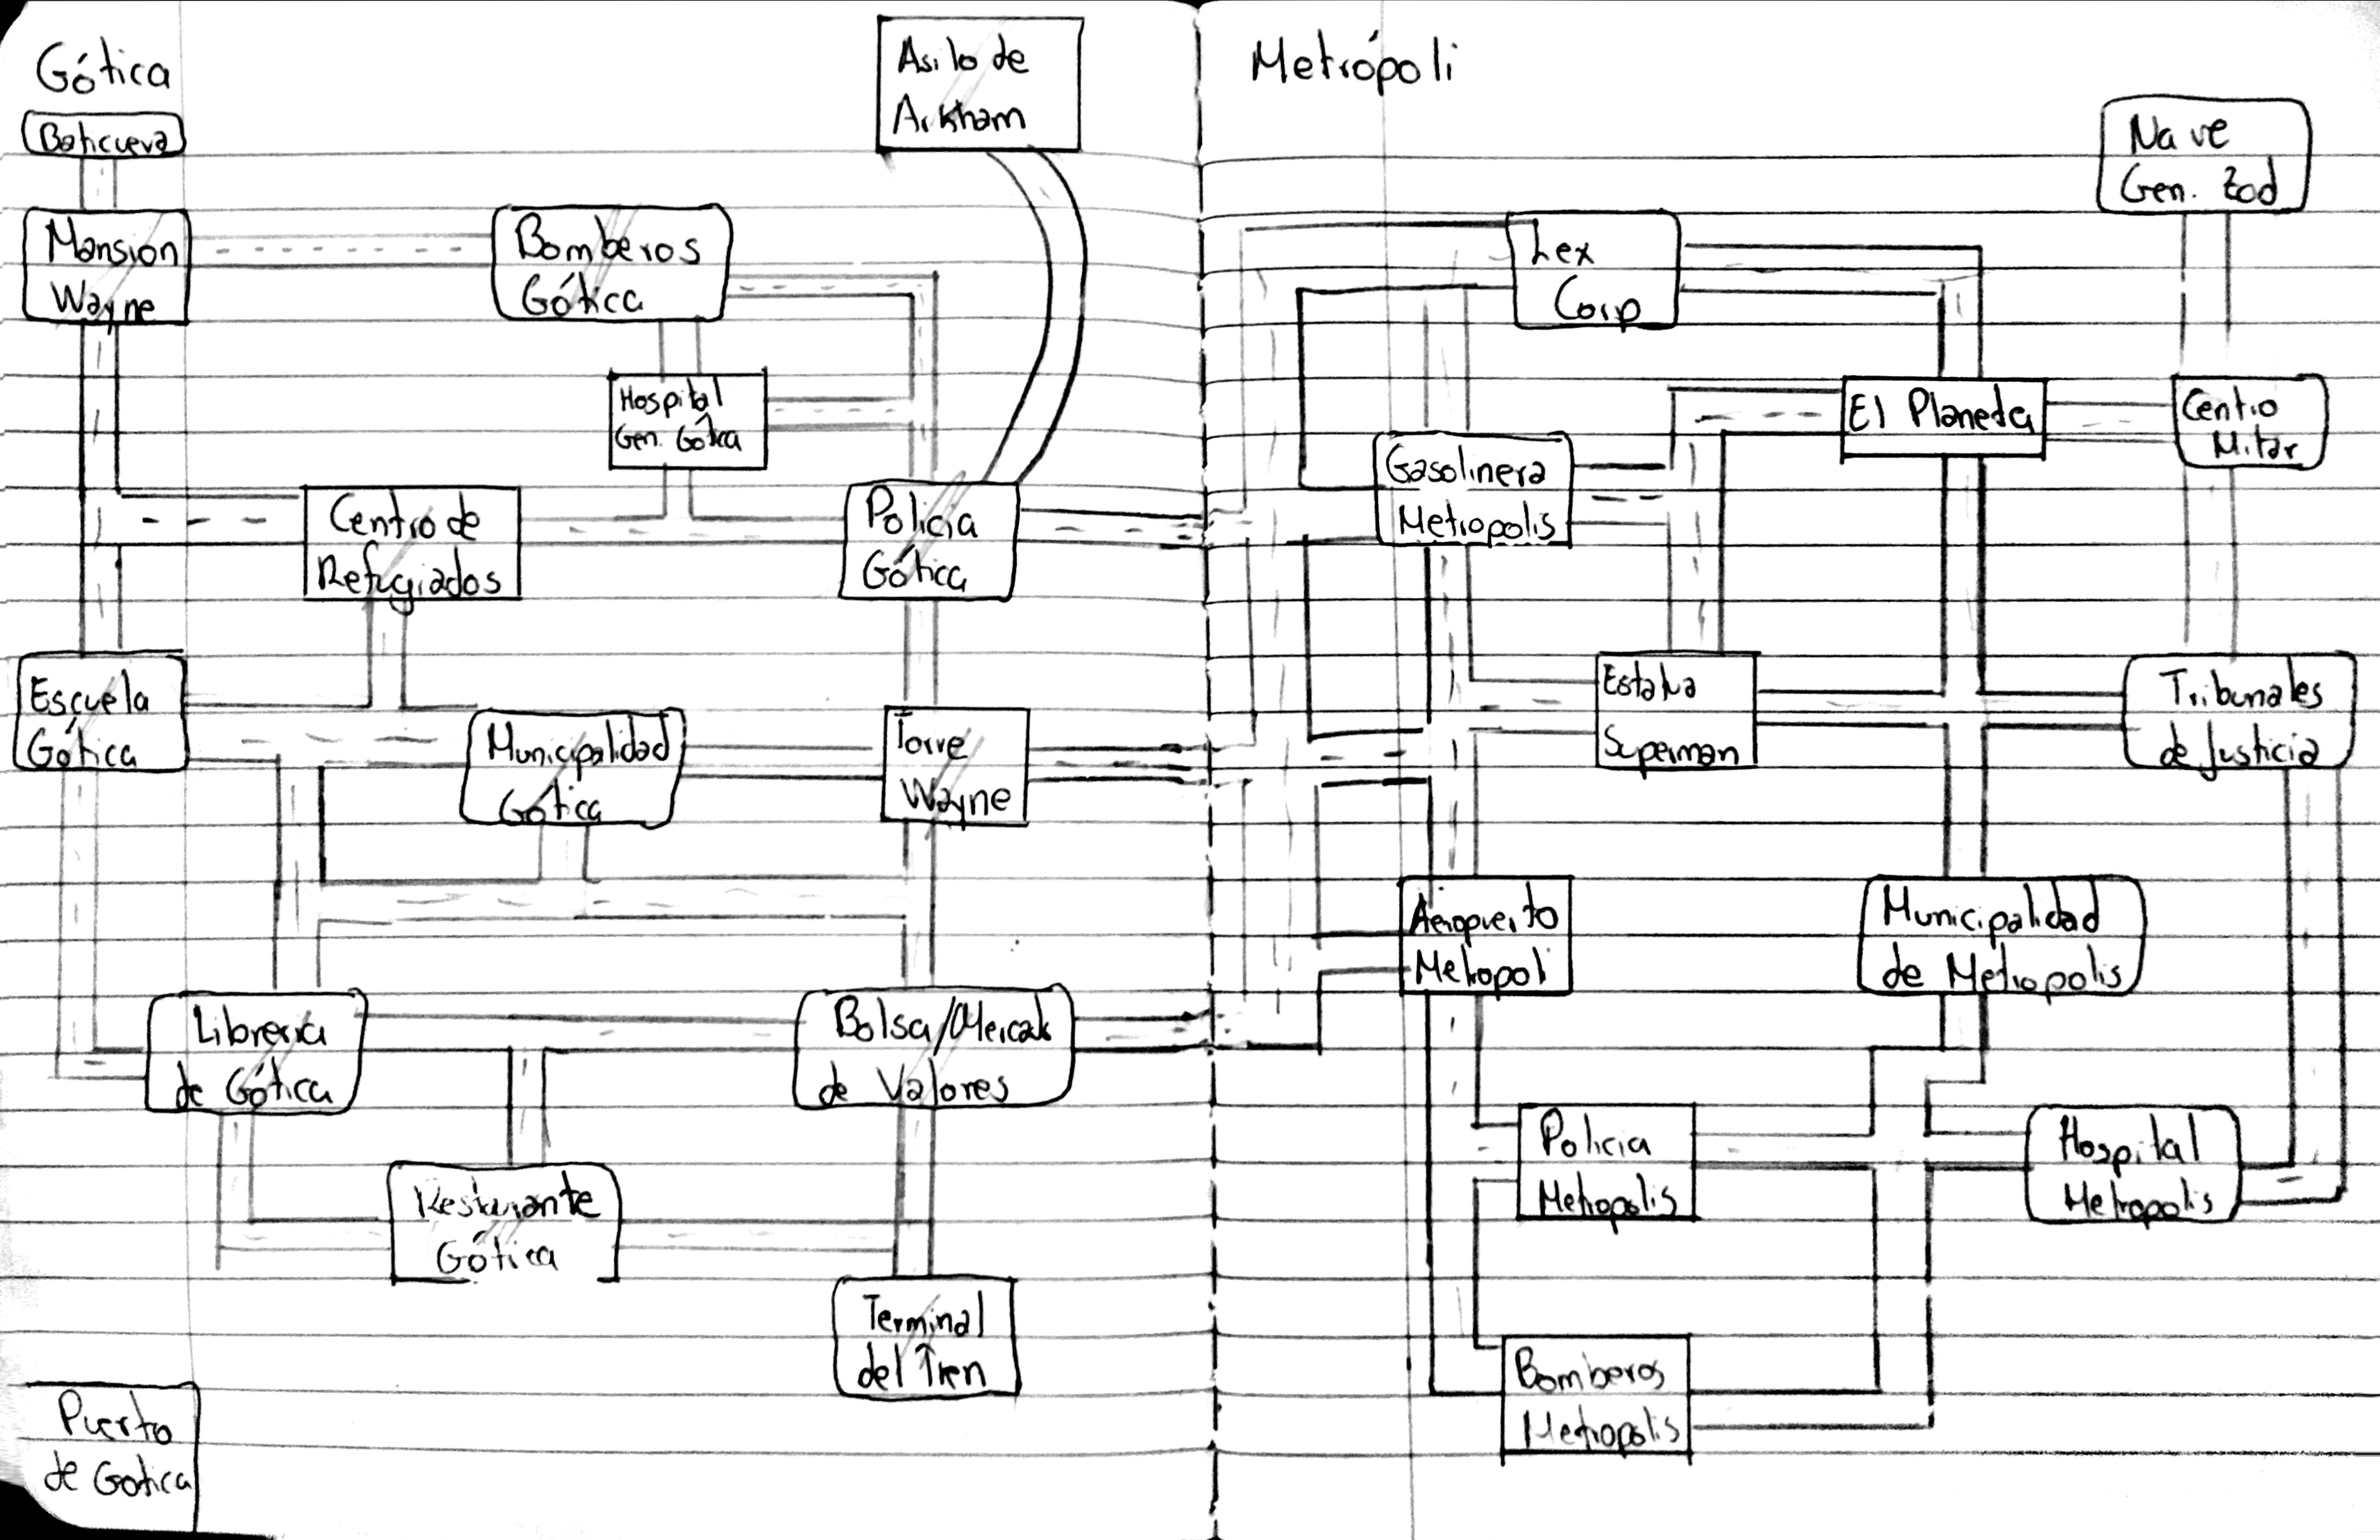 Gótica
Baticueva
Mansion
Wayne
Bomberos
Gótica
Asilo de
Arkham
Hospital
Gen. Gótica
Centro de
Refugiados
Policia
Gótica
Escuela
Gótica
Municipalidad
Gótica
Torre
Wayne
Libreria
de Gótica
Bolsa/Mercado
de Valores
Resturante
Gótica
Terminal
del Tren
Puerto
de Gotica
Metrópoli
Nave
Gen. Zod
Lex
Corp
El Planeta
Centro
Mitar
Gasolinera
Metropolis
Estatua
Superman
Tribunales
de Justicia
Aeropuerto
Metropoli
Municipalidad
de Metropolis
Policia
Metropolis
Hospital
Metropolis
Bomberos
Metropolis